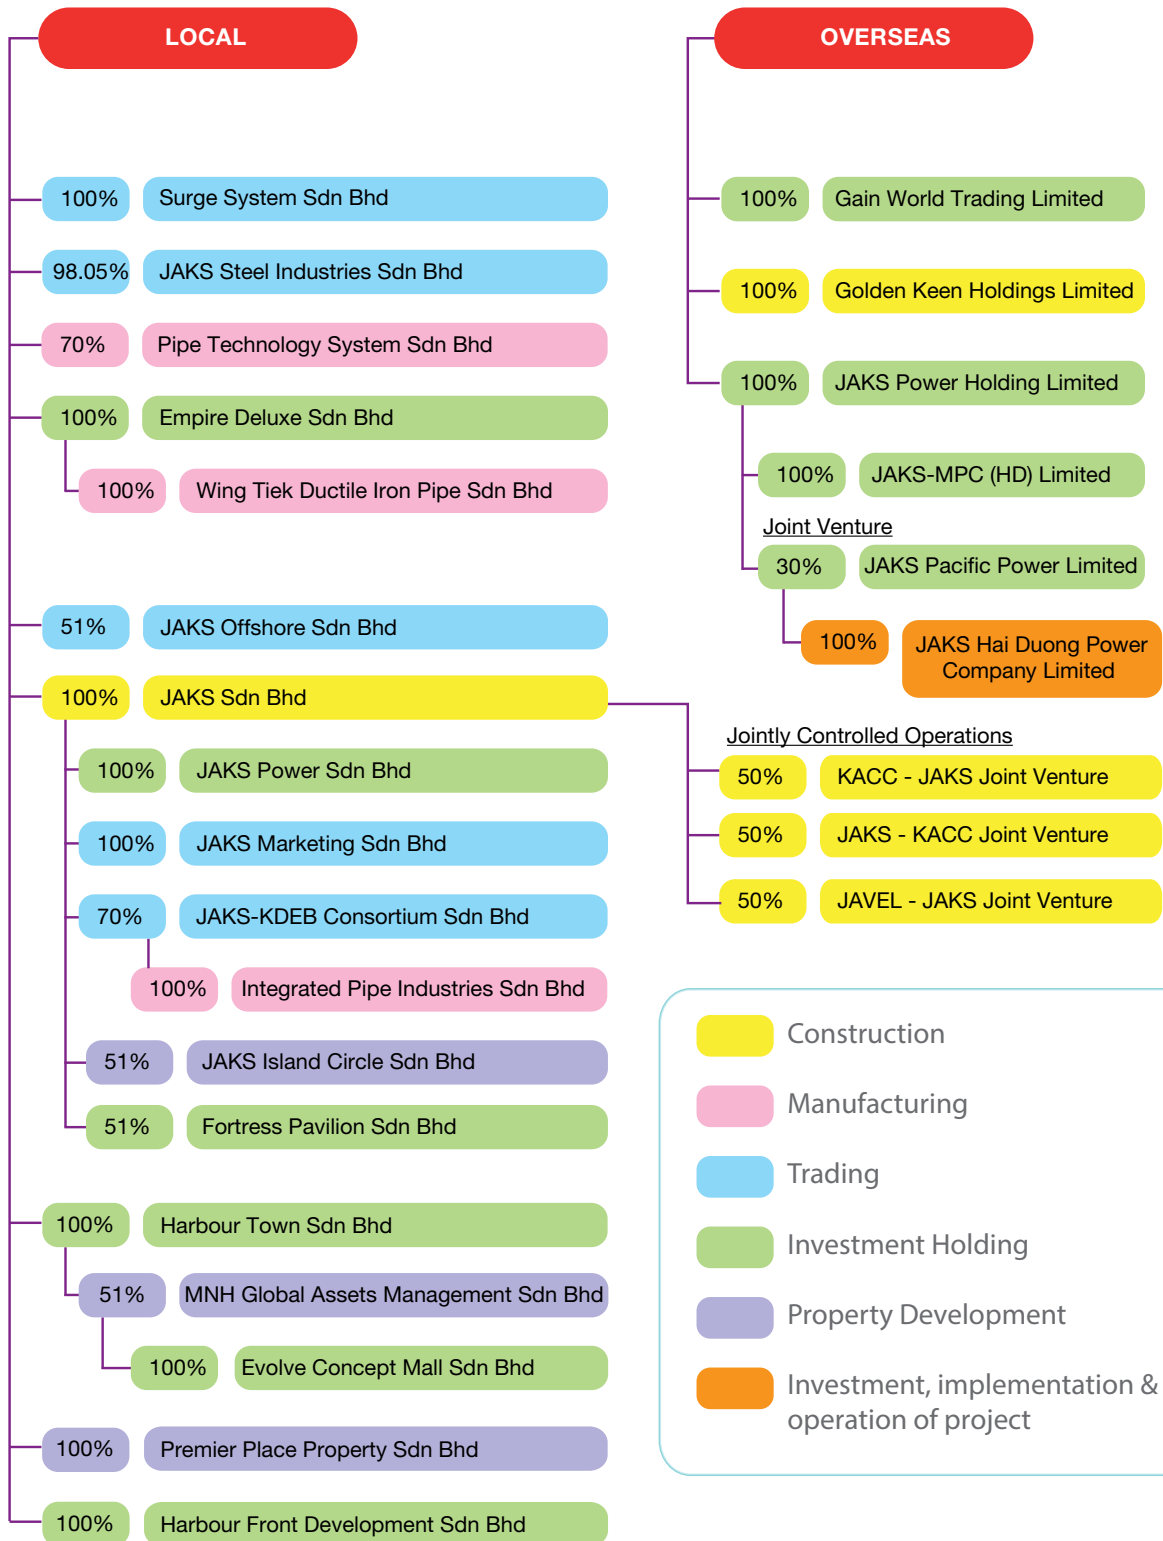 LOCAL
100% Surge System Sdn Bhd
98.05% JAKS Steel Industries Sdn Bhd
70% Pipe Technology System Sdn Bhd
100% Empire Deluxe Sdn Bhd
100% Wing Tiek Ductile Iron Pipe Sdn Bhd
51% JAKS Offshore Sdn Bhd
100% JAKS Sdn Bhd
100% JAKS Power Sdn Bhd
100% JAKS Marketing Sdn Bhd
70% JAKS-KDEB Consortium Sdn Bhd
100% Integrated Pipe Industries Sdn Bhd
51% JAKS Island Circle Sdn Bhd
51% Fortress Pavilion Sdn Bhd
100% Harbour Town Sdn Bhd
51% MNH Global Assets Management Sdn Bhd
100% Evolve Concept Mall Sdn Bhd
100% Premier Place Property Sdn Bhd
100% Harbour Front Development Sdn Bhd
OVERSEAS
100% Gain World Trading Limited
100% Golden Keen Holdings Limited
100% JAKS Power Holding Limited
100% JAKS-MPC (HD) Limited
Joint Venture
30% JAKS Pacific Power Limited
100% JAKS Hai Duong Power
Company Limited
Jointly Controlled Operations
50% KACC - JAKS Joint Venture
50% JAKS - KACC Joint Venture
50% JAVEL - JAKS Joint Venture
Construction
Manufacturing
Trading
Investment Holding
Property Development
Investment, implementation &
operation of project